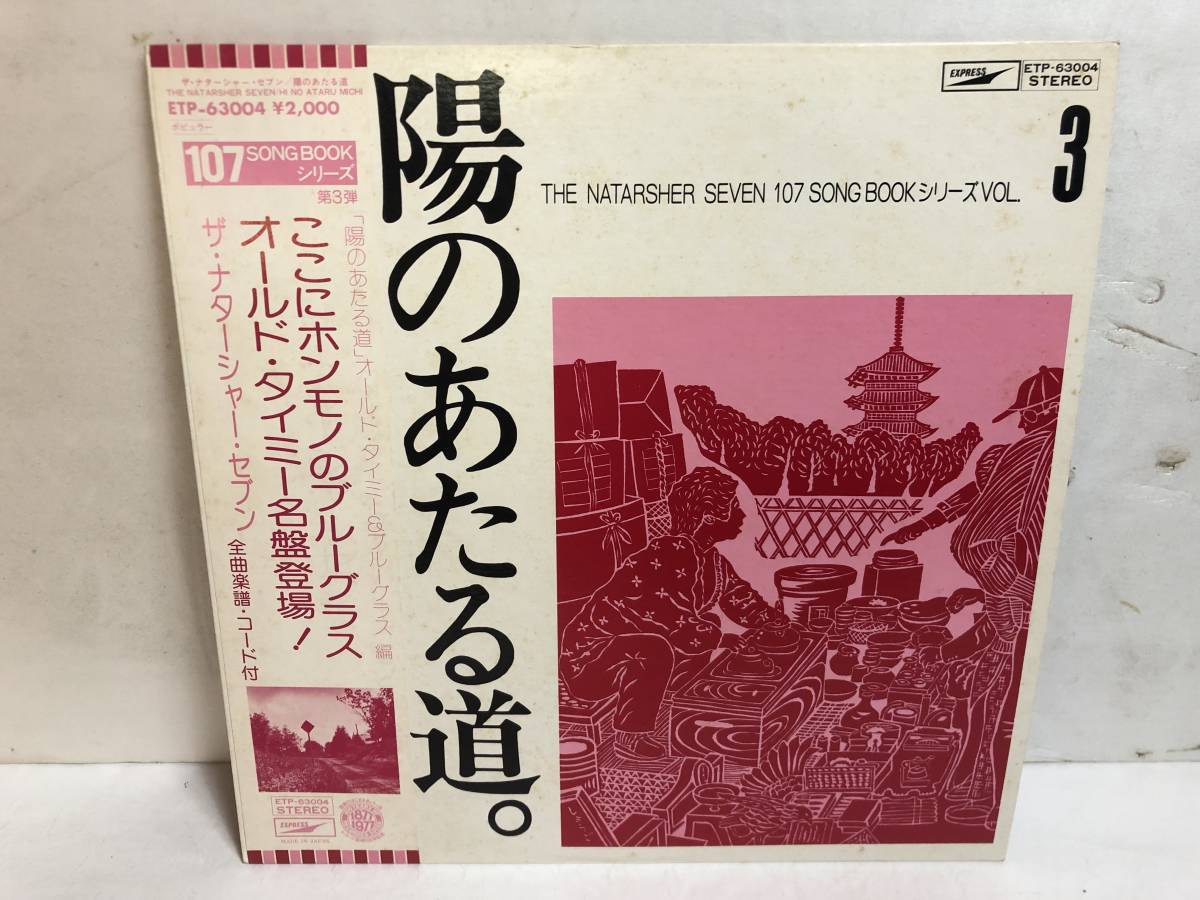 ザ・ナターシャー・セブン/陽のあたる道
THE NATARSHER SEVEN/HI NO ATARU MICHI
ETP-63004 ¥2,000
ポピュラー
107 SONG BOOK
シリーズ
第3弾
「陽のあたる道」オールド・タイミー&ブルーグラス 編
ここにホンモノのブルーグラス
オールド・タイミー名盤登場!
ザ・ナターシャー・セブン 全曲楽譜・コード付
ETP-63004
STEREO
EXPRESS
MADE IN JAPAN
1877
1977
陽のあたる道。
THE NATARSHER SEVEN 107 SONG BOOKシリーズVOL.
3
EXPRESS
ETP-63004
STEREO